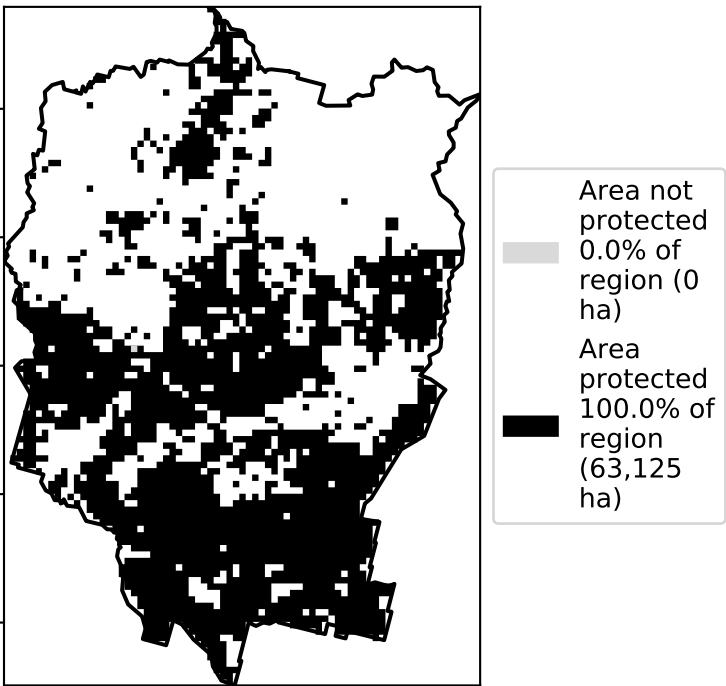 Area not
protected
0.0% of
region (0
ha)
Area
protected
100.0% of
region
(63,125
ha)